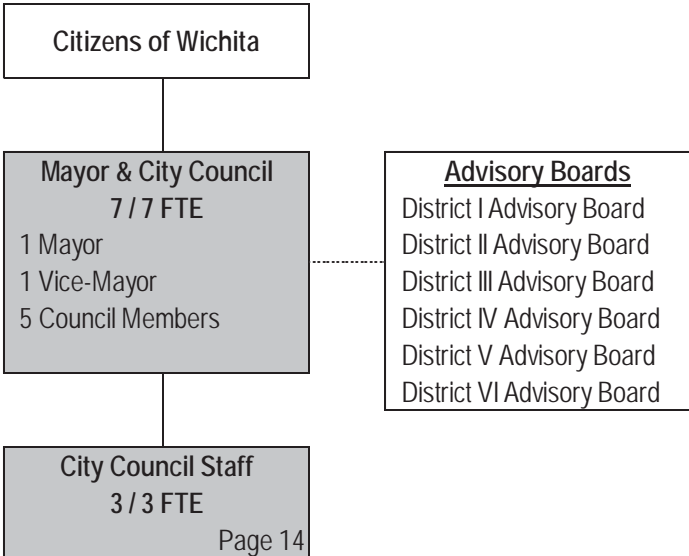 Citizens of Wichita
Mayor & City Council
7 / 7 FTE
1 Mayor
1 Vice-Mayor
5 Council Members
Advisory Boards
District I Advisory Board
District II Advisory Board
District III Advisory Board
District IV Advisory Board
District V Advisory Board
District VI Advisory Board
City Council Staff
3 / 3 FTE
Page 14